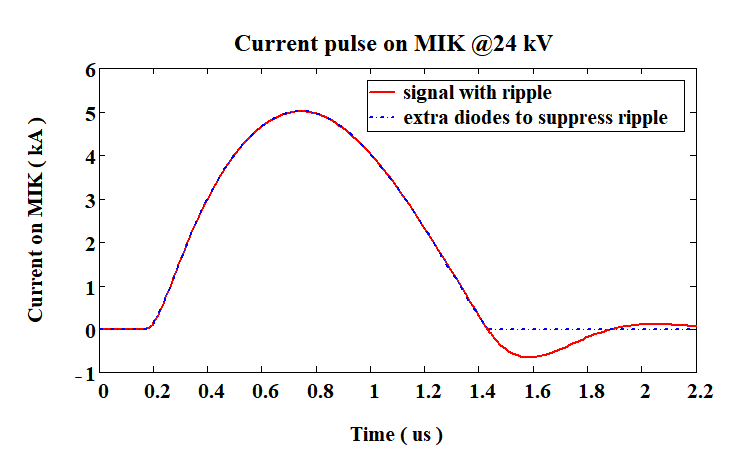 Current pulse on MIK @24 kV
signal with ripple
extra diodes to suppress ripple
Current on MIK ( kA )
6
5
4
3
2
1
0
-1
0 0.2 0.4 0.6 0.8 1 1.2 1.4 1.6 1.8 2 2.2
Time ( us )